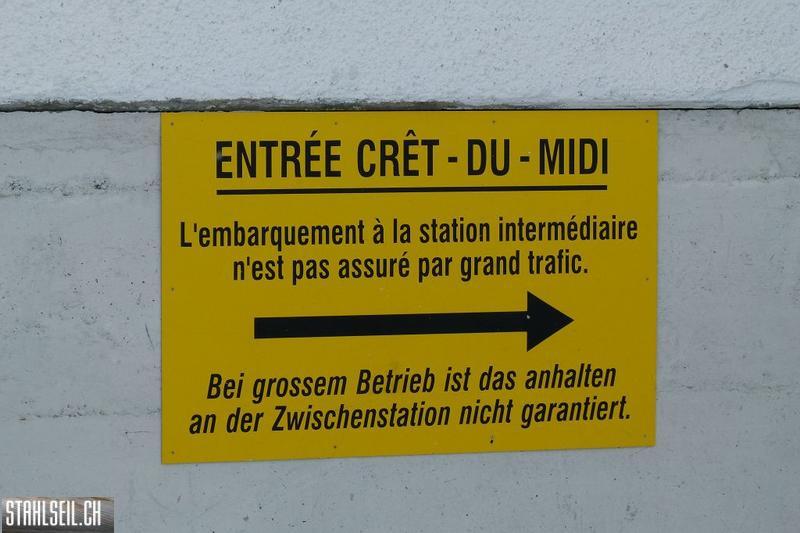 ENTRÉE CRÊT - DU - MIDI
L'embarquement à la station intermédiaire
n'est pas assuré par grand trafic.
Bei grossem Betrieb ist das anhalten
an der Zwischenstation nicht garantiert.
STAHLSEIL.CH